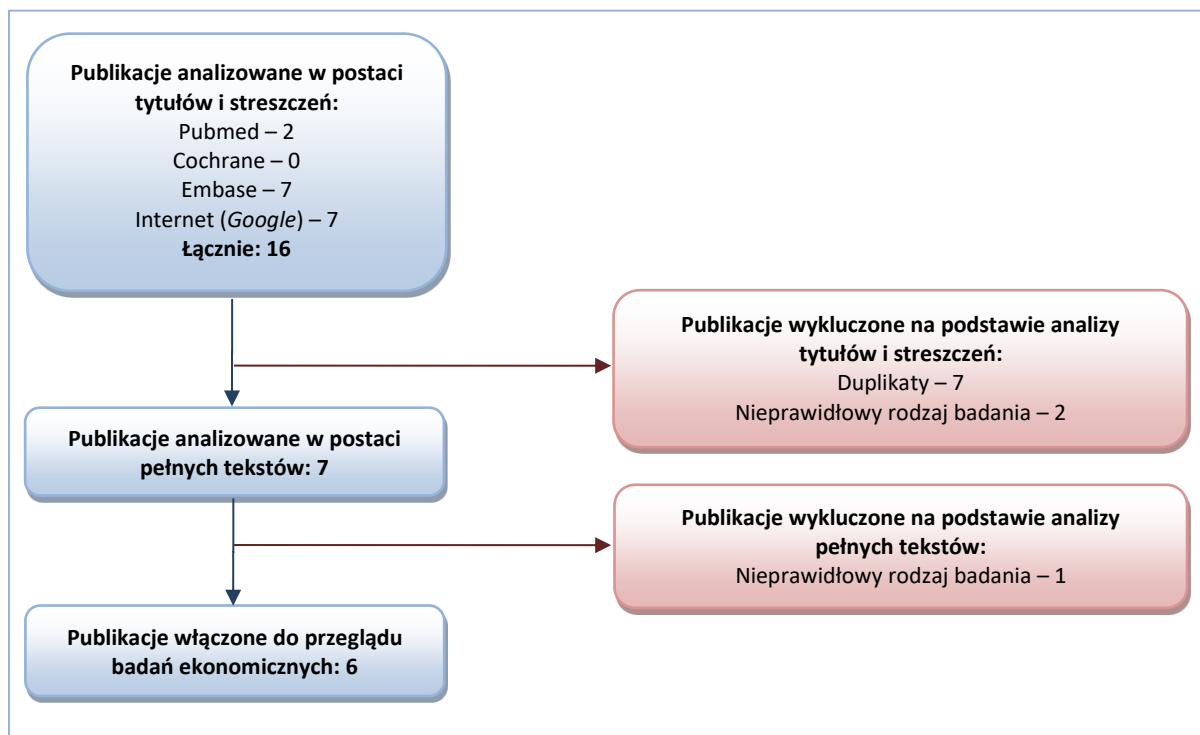 Publikacje analizowane w postaci
tytułów i streszczeń:
Pubmed – 2
Cochrane – 0
Embase – 7
Internet (Google) – 7
Łącznie: 16
Publikacje wykluczone na podstawie analizy
tytułów i streszczeń:
Duplikaty – 7
Nieprawidłowy rodzaj badania – 2
Publikacje analizowane w postaci
pełnych tekstów: 7
Publikacje wykluczone na podstawie analizy
pełnych tekstów:
Nieprawidłowy rodzaj badania – 1
Publikacje włączone do przeglądu
badań ekonomicznych: 6